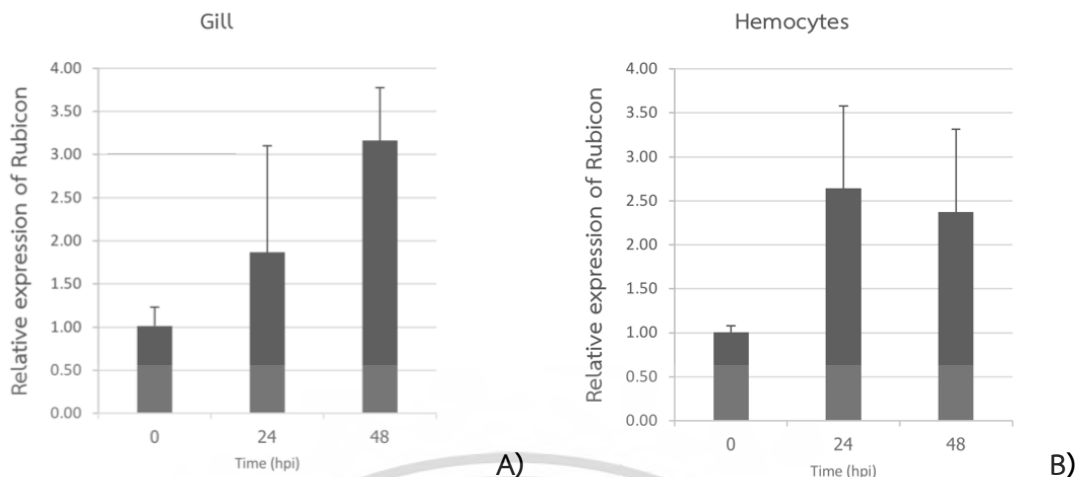 Gill
Relative expression of Rubicon
4.00
3.50
3.00
2.50
2.00
1.50
1.00
0.50
0.00
0 24 48
Time (hpi)
A)
Hemocytes
Relative expression of Rubicon
4.00
3.50
3.00
2.50
2.00
1.50
1.00
0.50
0.00
0 24 48
Time (hpi)
B)